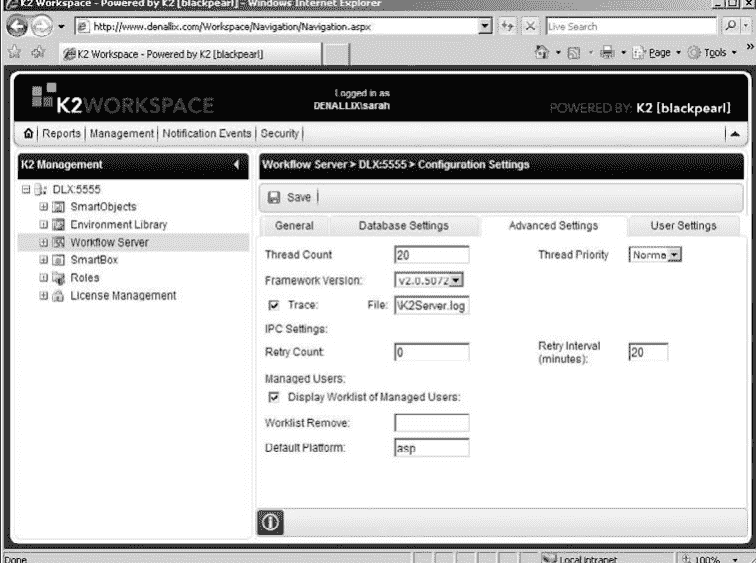 K2 Workspace - Powered by K2 [blackpearl] - Windows Internet Explorer
http://www.denallix.com/Workspace/Navigation/Navigation.aspx
Live Search
K2 Workspace - Powered by K2 [blackpearl]
Page
Tools
K2WORKSPACE
Logged in as
DENALLIX\sarah
POWERED BY: K2 [blackpearl]
Reports | Management | Notification Events | Security |
K2 Management
Workflow Server > DLX:5555 > Configuration Settings
DLX:5555
SmartObjects
Environment Library
Workflow Server
SmartBox
Roles
License Management
Save
General
Database Settings
Advanced Settings
User Settings
Thread Count
20
Thread Priority
Norma
Framework Version:
v2.0.5072
Trace:
File:
\K2Server.log
IPC Settings:
Retry Count:
0
Retry Interval
(minutes):
20
Managed Users:
Display Worklist of Managed Users:
Worklist Remove:
Default Platform:
asp
Done
Local intranet
100%